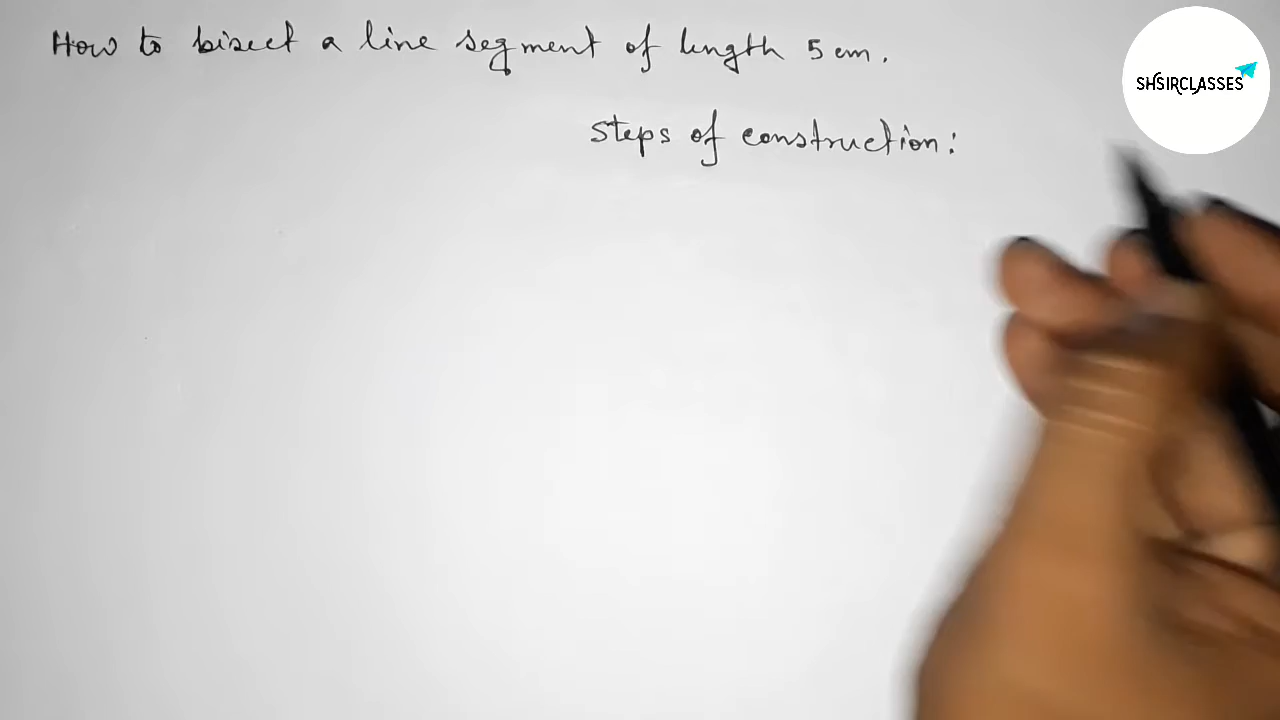 How to bisect a line segment of length 5 cm.
SHSIRCLASSES
Steps of construction: